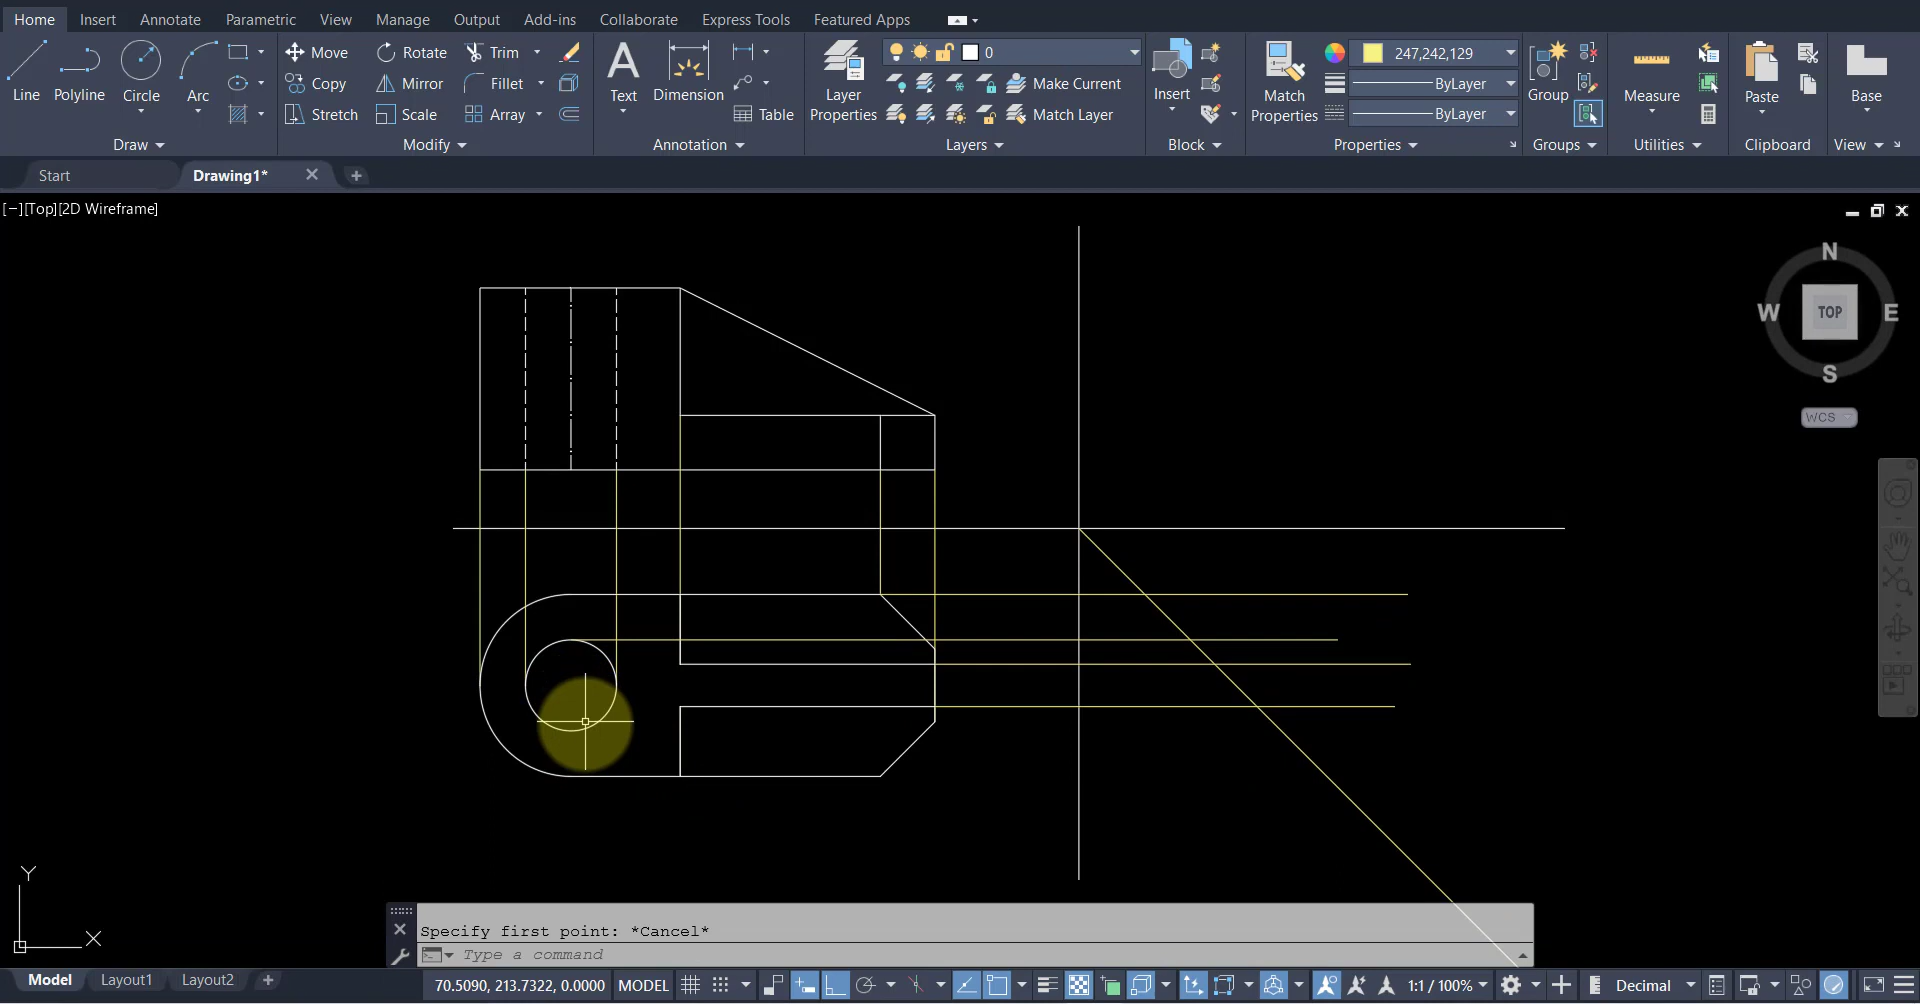 Home Insert Annotate Parametric View Manage Output Add-ins Collaborate Express Tools Featured Apps
Line Polyline Circle Arc
Move Rotate Trim
Copy Mirror Fillet
Stretch Scale Array
Text Dimension Table
Layer Properties
0
Make Current
Match Layer
Insert
Match Properties
247,242,129
ByLayer
ByLayer
Group
Measure
Paste
Base
Draw Modify Annotation Layers Block Properties Groups Utilities Clipboard View
Start Drawing1*
[−][Top][2D Wireframe]
N
W TOP E
S
WCS
Y
X
Specify first point: *Cancel*
Type a command
Model Layout1 Layout2 70.5090, 213.7322, 0.0000 MODEL 1:1 / 100% Decimal